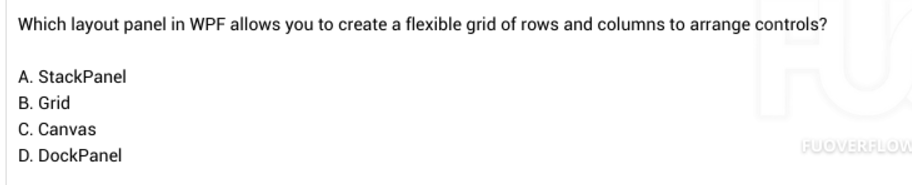 Which layout panel in WPF allows you to create a flexible grid of rows and columns to arrange controls?
A. StackPanel
B. Grid
C. Canvas
D. DockPanel
FUOVERFLOW